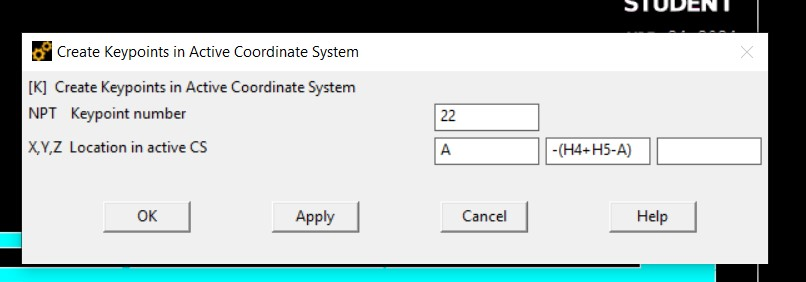 STUDENT
Create Keypoints in Active Coordinate System
[K] Create Keypoints in Active Coordinate System
NPT Keypoint number 22
X,Y,Z Location in active CS A -(H4+H5-A)
OK Apply Cancel Help